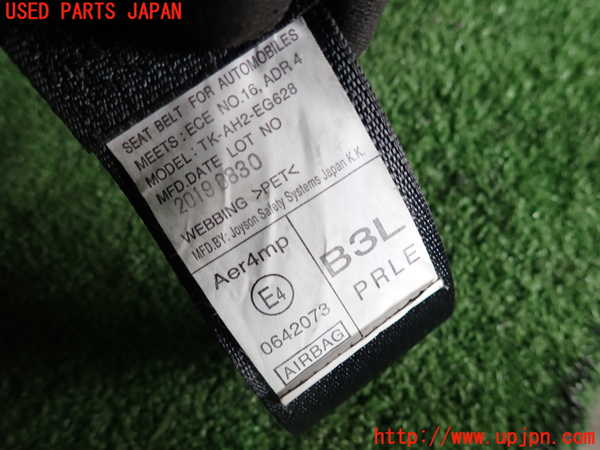 USED PARTS JAPAN
SEAT BELT FOR AUTOMOBILES
MEETS: ECE NO.16, ADR 4
MODEL: TK-AH2-EG628
MFD.DATE LOT NO
2019 0830
WEBBING >PET<
MFD.BY: Joyson Safety Systems Japan K.K.
Aer4mp
E4
0642073
AIRBAG
B3L
PRLE
http://www.upjpn.com/